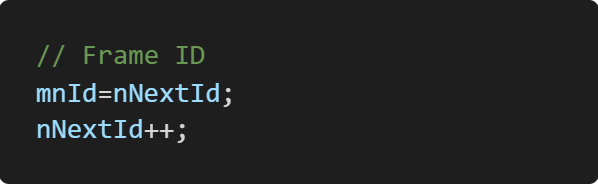 // Frame ID
mnId=nNextId;
nNextId++;